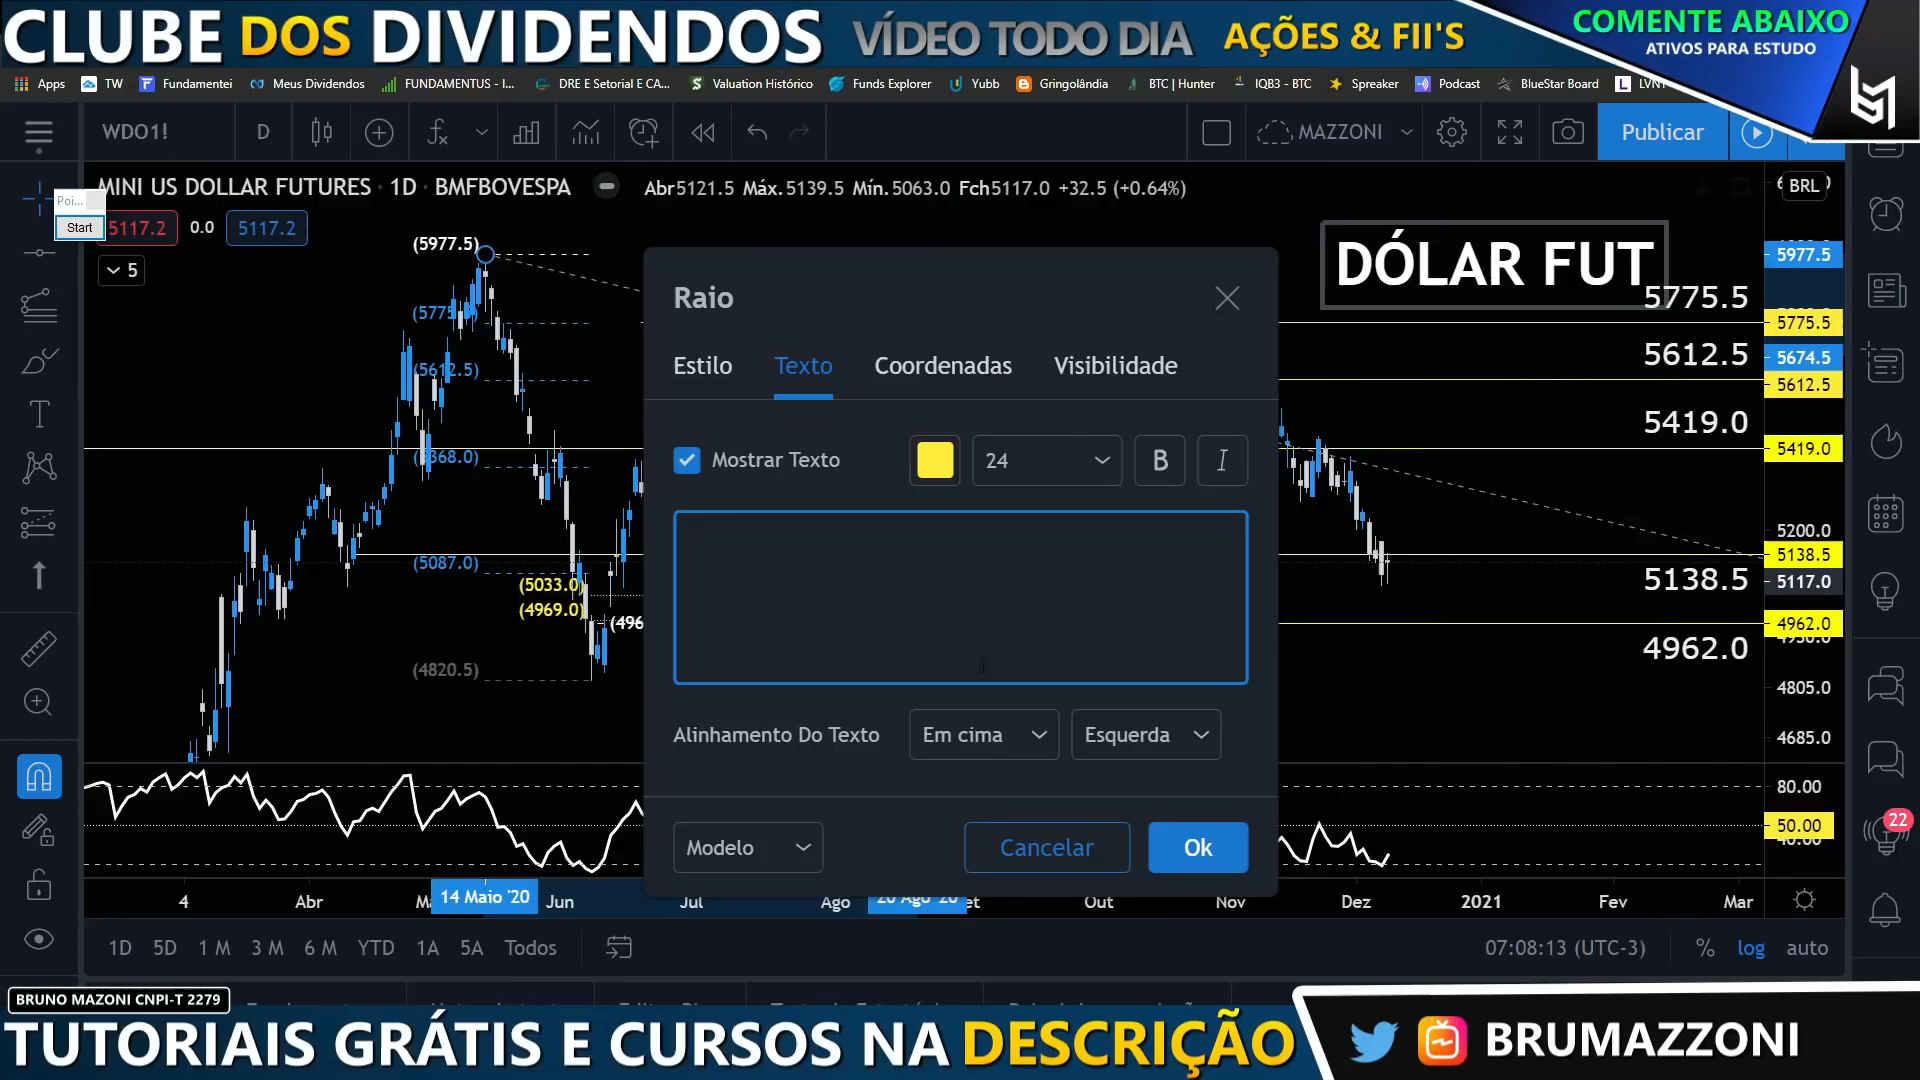 CLUBE DOS DIVIDENDOS VÍDEO TODO DIA AÇÕES & FII'S
COMENTE ABAIXO
ATIVOS PARA ESTUDO
Apps TW Fundamentei Meus Dividendos FUNDAMENTUS - I... DRE E Setorial E CA... Valuation Histórico Funds Explorer Yubb Gringolândia BTC | Hunter IQB3 - BTC Spreaker Podcast BlueStar Board
WDO1! D MAZZONI Publicar
MINI US DOLLAR FUTURES · 1D · BMFBOVESPA Abr5121.5 Máx.5139.5 Mín.5063.0 Fch5117.0 +32.5 (+0.64%)
BRL
Poi...
Start
5117.2 0.0 5117.2
5
(5977.5)
5977.5
DÓLAR FUT
Raio
5775.5
5775.5
5612.5
5674.5
5612.5
Estilo Texto Coordenadas Visibilidade
(5612.5)
5419.0
5419.0
(5368.0)
Mostrar Texto 24 B I
5200.0
5138.5
(5087.0)
5138.5
5117.0
(5033.0)
(4969.0)
4962.0
4962.0
(4820.5)
4805.0
Alinhamento Do Texto Em cima Esquerda
4685.0
80.00
50.00
Modelo Cancelar Ok
4 Abr 14 Maio '20 Jun Jul Ago Out Nov Dez 2021 Fev Mar
22
1D 5D 1 M 3 M 6 M YTD 1A 5A Todos 07:08:13 (UTC-3) % log auto
BRUNO MAZONI CNPI-T 2279
TUTORIAIS GRÁTIS E CURSOS NA DESCRIÇÃO
BRUMAZZONI